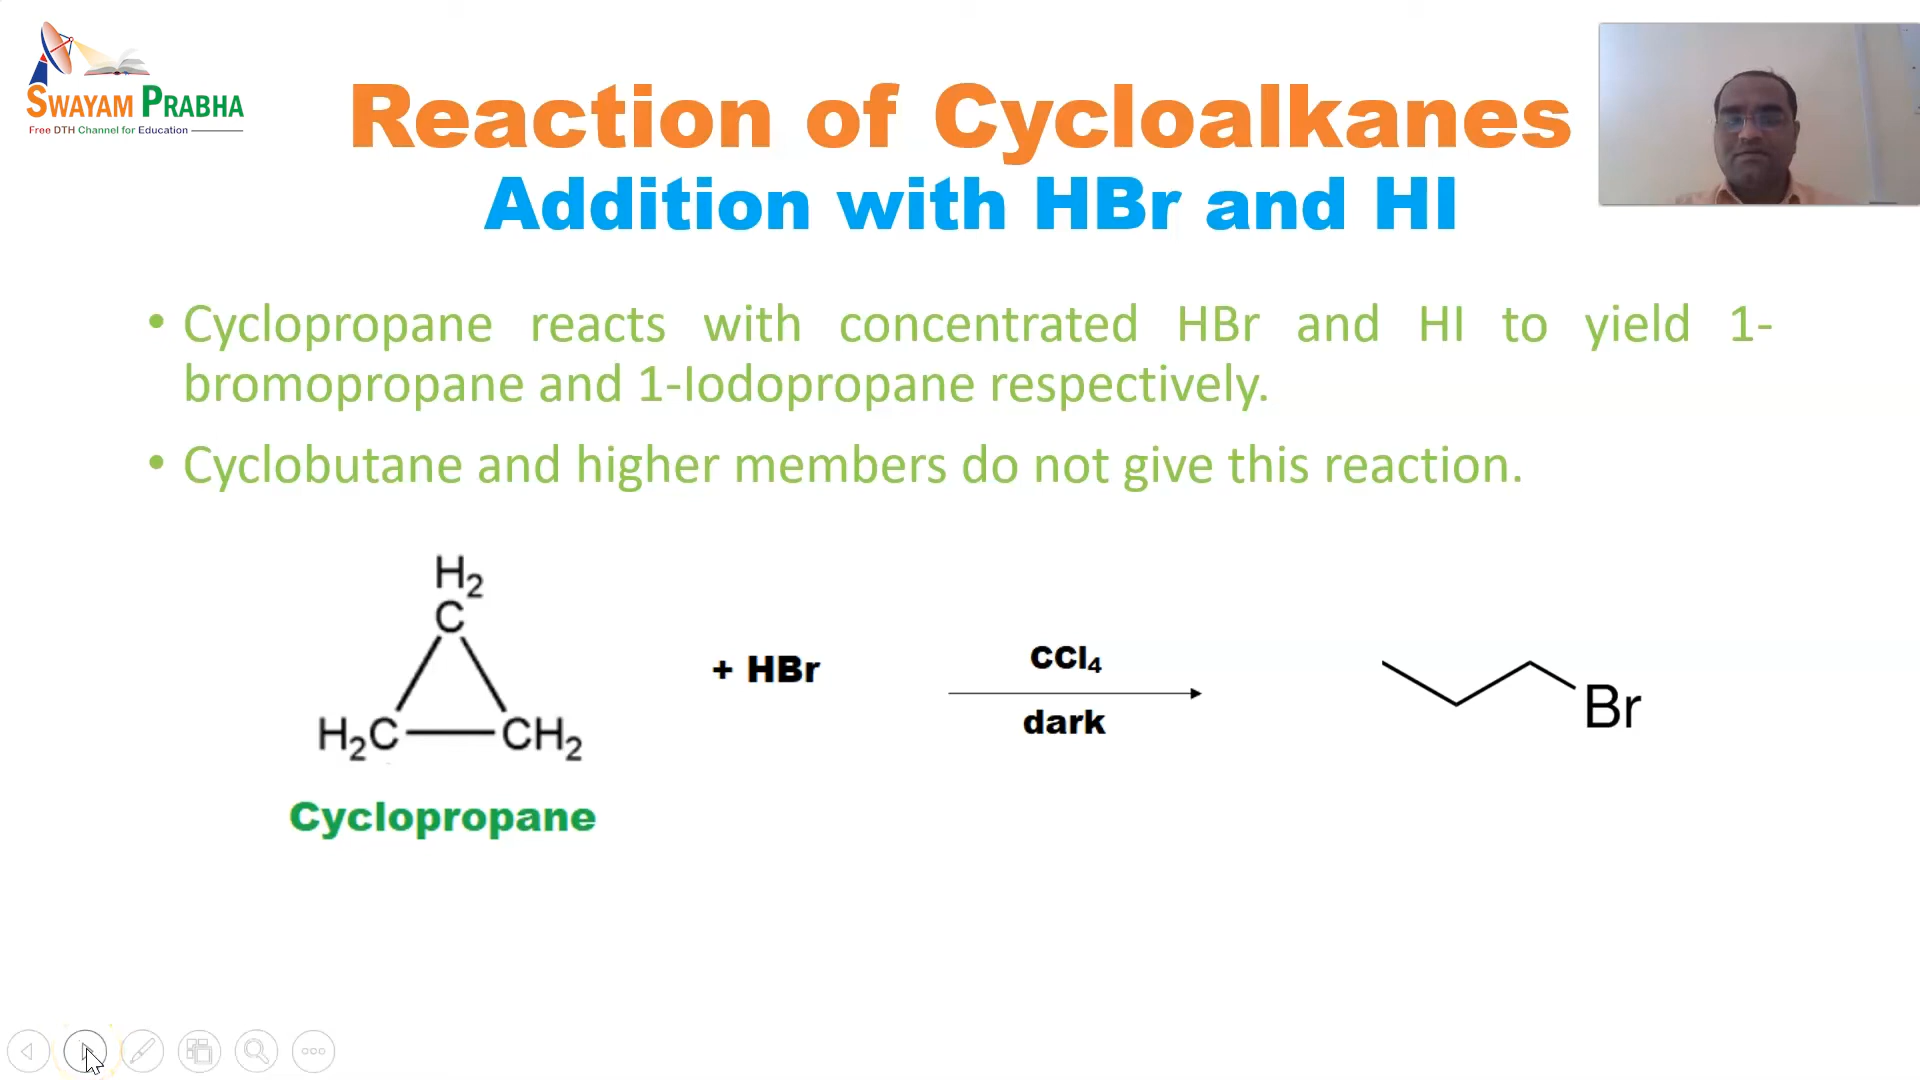 SWAYAM PRABHA
Free DTH Channel for Education
Reaction of Cycloalkanes
Addition with HBr and HI
• Cyclopropane reacts with concentrated HBr and HI to yield 1-
bromopropane and 1-Iodopropane respectively.
• Cyclobutane and higher members do not give this reaction.
H₂
C
H₂C CH₂
+ HBr
CCl₄
dark
Br
Cyclopropane